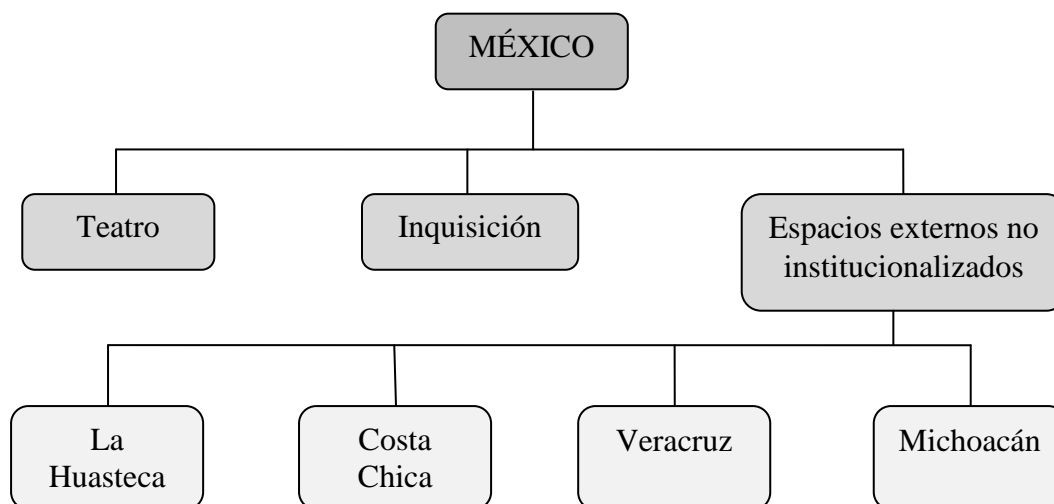 MÉXICO
Teatro
Inquisición
Espacios externos no
institucionalizados
La
Huasteca
Costa
Chica
Veracruz
Michoacán